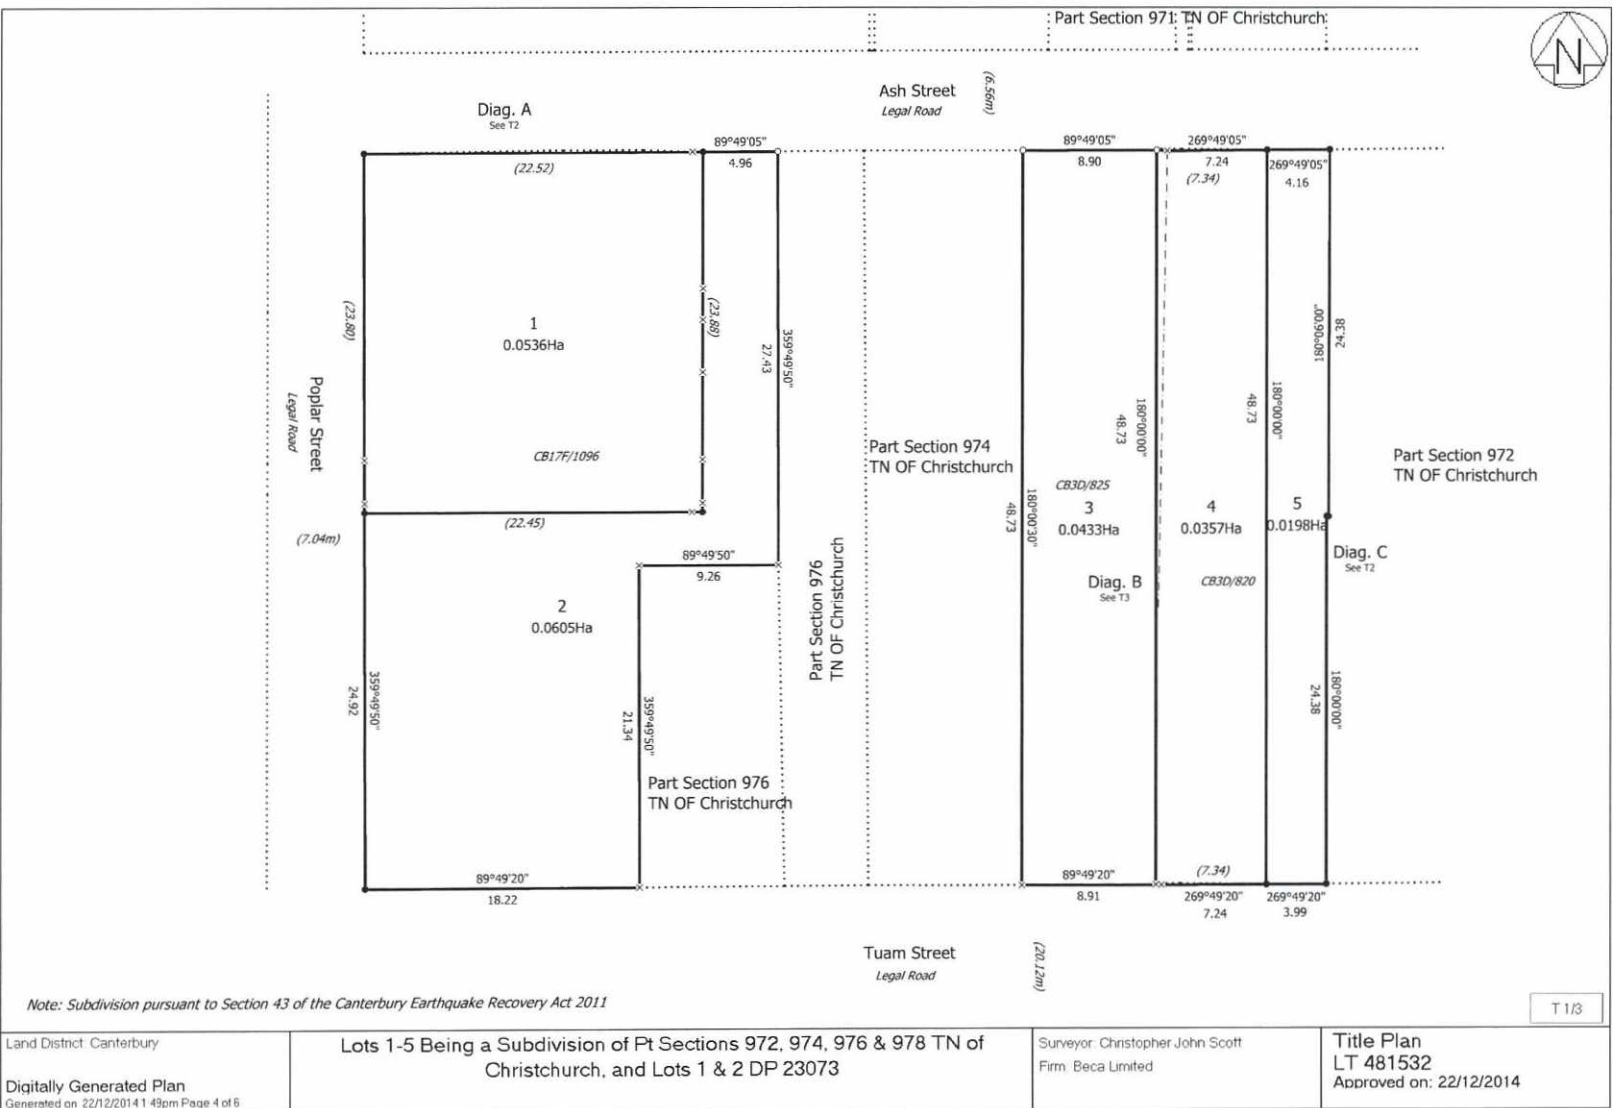 Part Section 971 TN OF Christchurch
N
Ash Street
Legal Road
(6.56m)
Diag. A
See T2
89°49'05"
4.96
(22.52)
89°49'05"
8.90
269°49'05"
7.24
(7.34)
269°49'05"
4.16
(23.80)
1
0.0536Ha
(23.88)
27.43
359°49'50"
24.38
Poplar Street
Legal Road
CB17F/1096
(22.45)
(7.04m)
89°49'50"
9.26
Part Section 976
TN OF Christchurch
Part Section 974
TN OF Christchurch
48.73
180°00'30"
CB3D/825
3
0.0433Ha
48.73
180°00'00"
Diag. B
See T3
4
0.0357Ha
CB3D/820
48.73
180°00'00"
5
0.0198Ha
Part Section 972
TN OF Christchurch
Diag. C
See T2
2
0.0605Ha
24.92
359°49'50"
21.34
359°49'50"
24.38
180°00'00"
Part Section 976
TN OF Christchurch
89°49'20"
18.22
89°49'20"
8.91
(7.34)
269°49'20"
7.24
269°49'20"
3.99
Tuam Street
Legal Road
(20.12m)
Note: Subdivision pursuant to Section 43 of the Canterbury Earthquake Recovery Act 2011
T 1/3
Land District: Canterbury
Digitally Generated Plan
Generated on: 22/12/2014 1:49pm Page 4 of 6
Lots 1-5 Being a Subdivision of Pt Sections 972, 974, 976 & 978 TN of
Christchurch, and Lots 1 & 2 DP 23073
Surveyor: Christopher John Scott
Firm: Beca Limited
Title Plan
LT 481532
Approved on: 22/12/2014